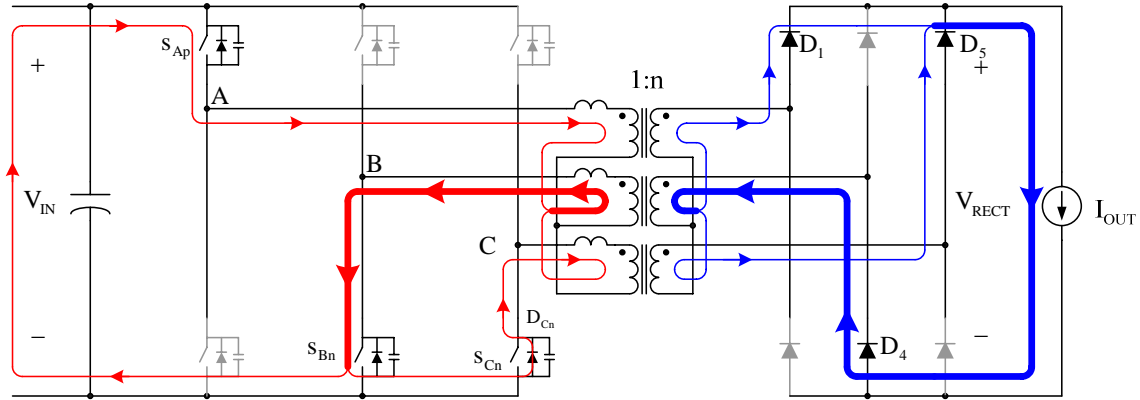 S_Ap
D_1
D_5
+
+
1:n
A
B
V_IN
V_RECT
I_OUT
C
D_Cn
−
−
S_Bn
S_Cn
D_4